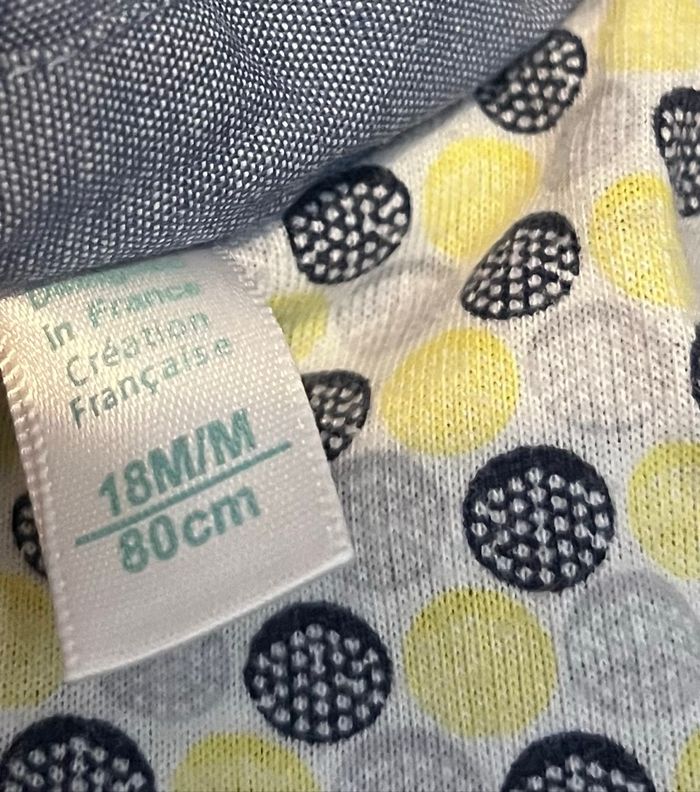 in France
Création
Française
18M/M
80cm